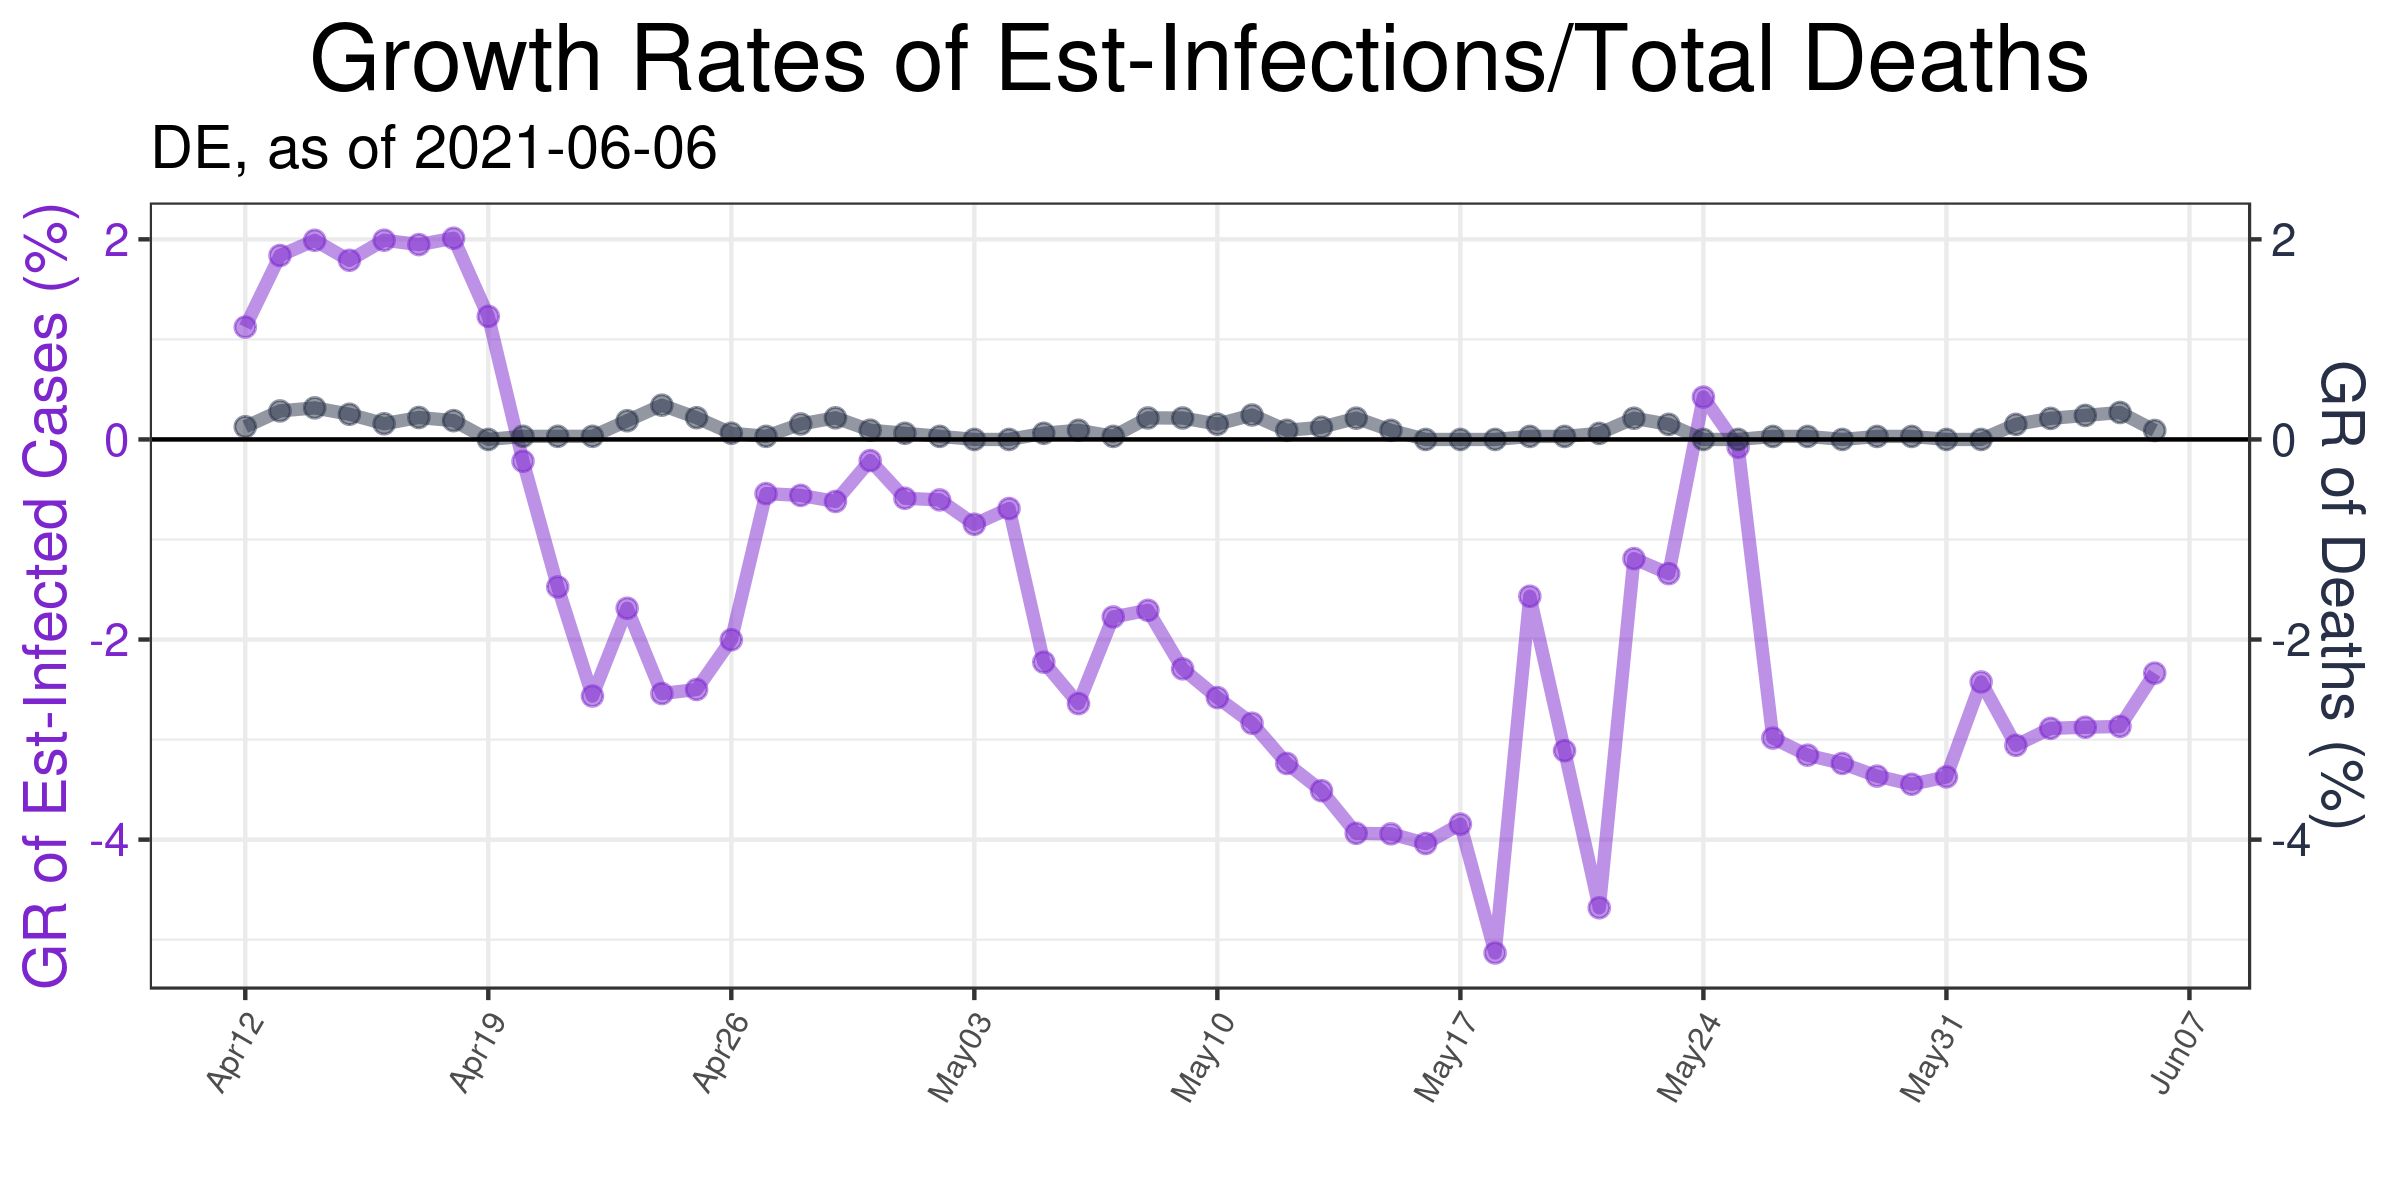 Growth Rates of Est-Infections/Total Deaths
DE, as of 2021-06-06
GR of Est-Infected Cases (%)
2
0
-2
-4
2
0
-2
-4
GR of Deaths (%)
Apr12
Apr19
Apr26
May03
May10
May17
May24
May31
Jun07